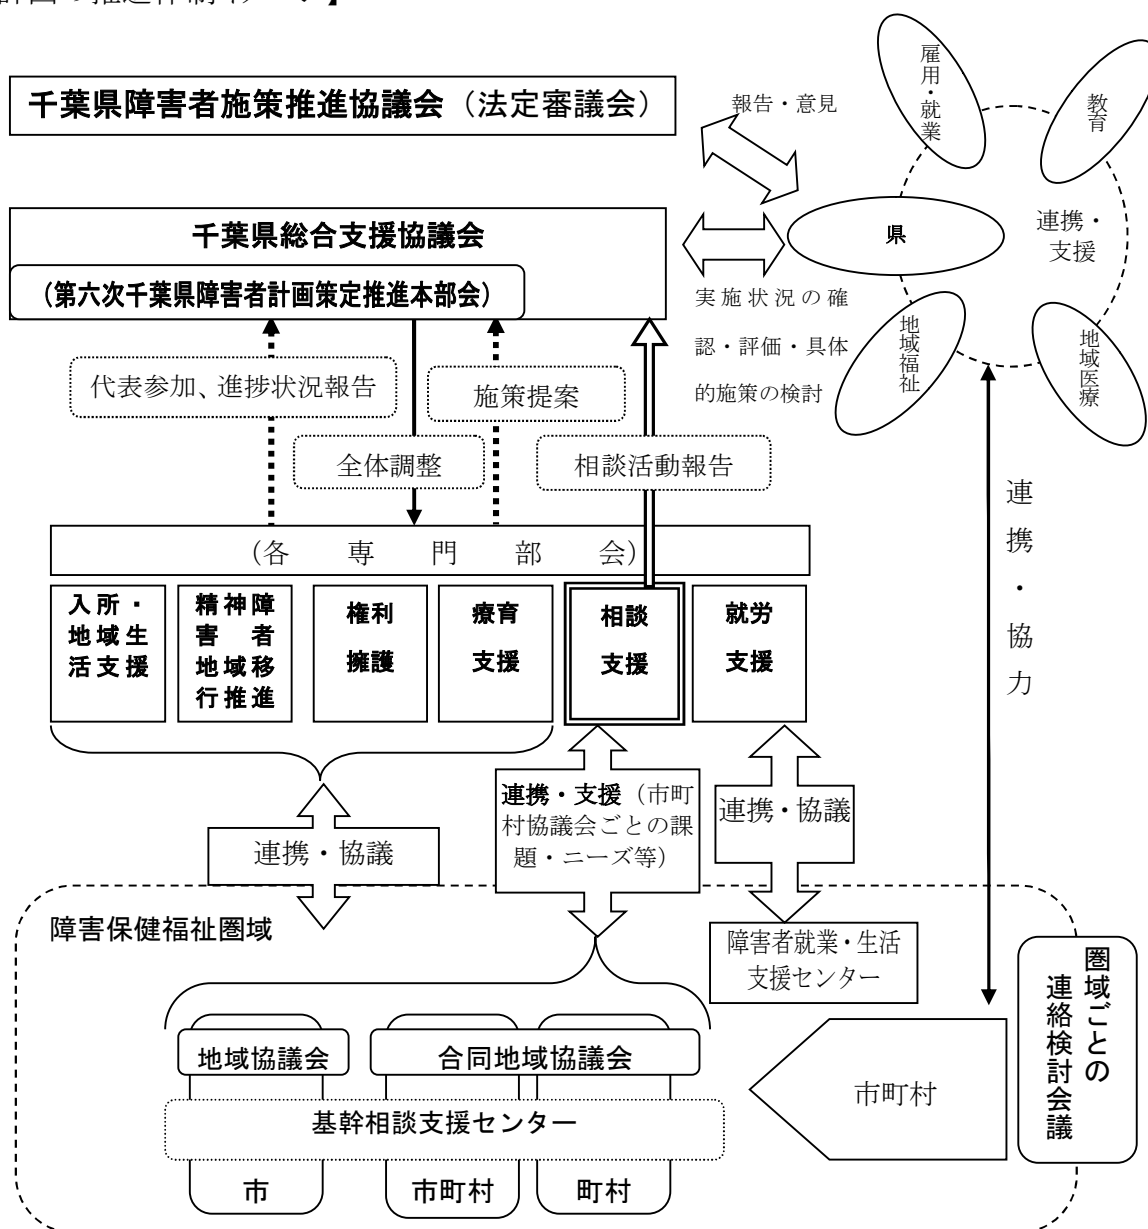 千葉県障害者施策推進協議会（法定審議会）
報告・意見
雇用・就業
教育
千葉県総合支援協議会
（第六次千葉県障害者計画策定推進本部会）
県
連携・
支援
実施状況の確
認・評価・具体
的施策の検討
地域福祉
地域医療
代表参加、進捗状況報告
施策提案
全体調整
相談活動報告
連携・協力
（各専門部会）
入所・
地域生
活支援
精神障
害者
地域移
行推進
権利
擁護
療育
支援
相談
支援
就労
支援
連携・協議
連携・支援（市町
村協議会ごとの課
題・ニーズ等）
連携・協議
障害保健福祉圏域
障害者就業・生活
支援センター
圏域ごとの
連絡検討会議
地域協議会
合同地域協議会
市町村
基幹相談支援センター
市
市町村
町村